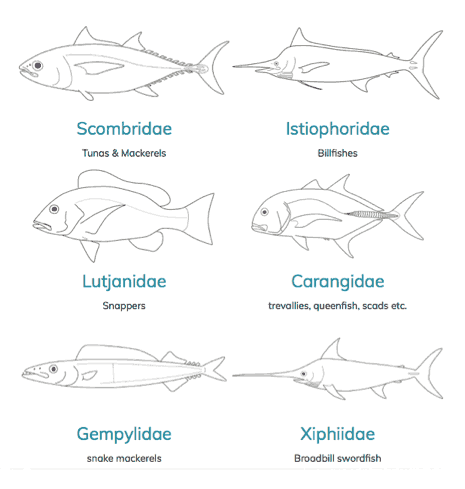 Scombridae
Istiophoridae
Tunas & Mackerels
Billfishes
Lutjanidae
Carangidae
Snappers
trevallies, queenfish, scads etc.
Gempylidae
Xiphiidae
snake mackerels
Broadbill swordfish